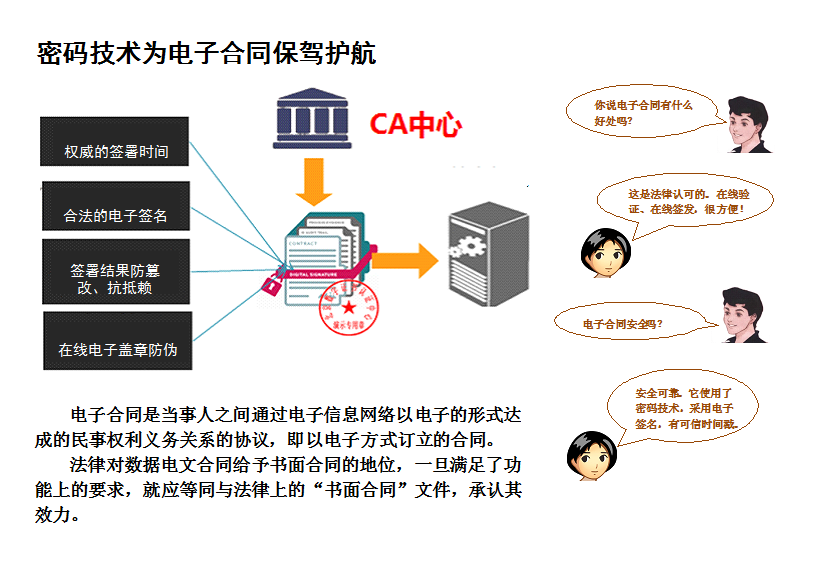 密码技术为电子合同保驾护航
CA中心
权威的签署时间
合法的电子签名
签署结果防篡
改、抗抵赖
在线电子盖章防伪
CONTRACT
DIGITAL SIGNATURE
演示专用章
你说电子合同有什么
好处吗？
这是法律认可的。在线验
证、在线签发，很方便！
电子合同安全吗？
安全可靠。它使用了
密码技术，采用电子
签名，有可信时间戳。
电子合同是当事人之间通过电子信息网络以电子的形式达
成的民事权利义务关系的协议，即以电子方式订立的合同。
法律对数据电文合同给予书面合同的地位，一旦满足了功
能上的要求，就应等同与法律上的“书面合同”文件，承认其
效力。